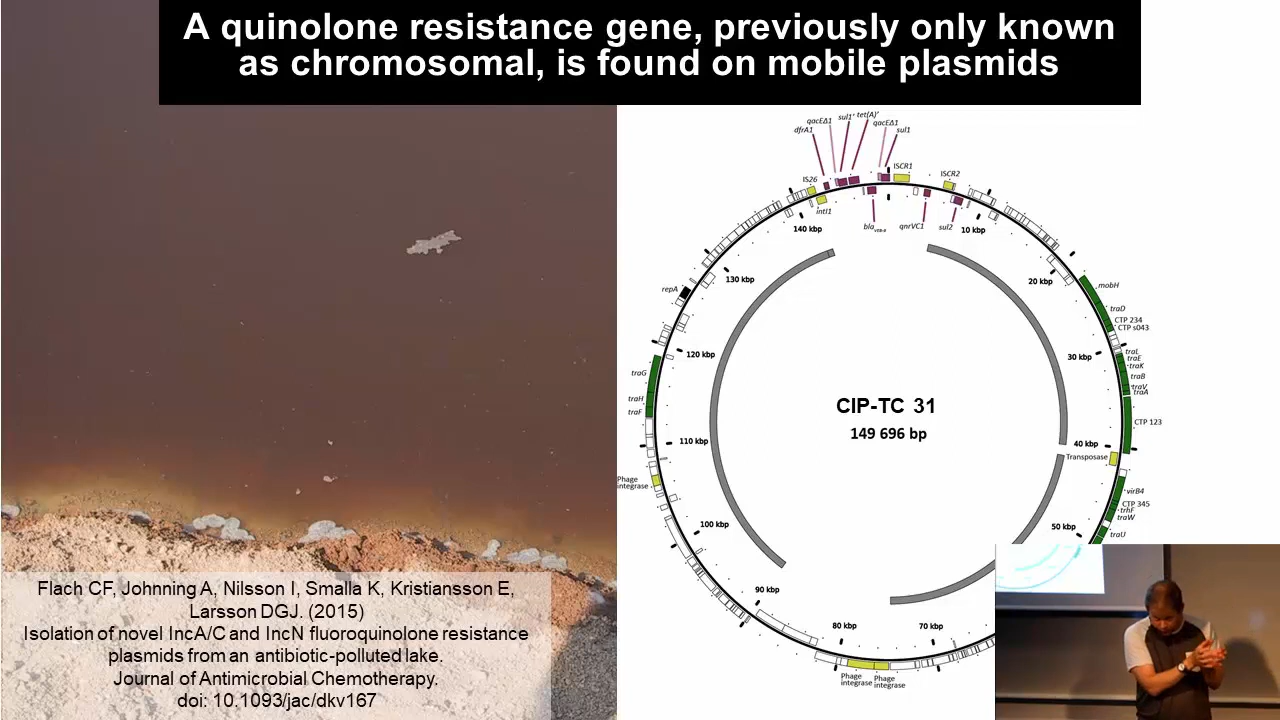 A quinolone resistance gene, previously only known
as chromosomal, is found on mobile plasmids
qacEΔ1
sul1'
tet(A)'
qacEΔ1
dfrA1
sul1
ISCR1
IS26
ISCR2
intI1
qnrVC1
sul2
140 kbp
10 kbp
130 kbp
20 kbp
repA
mobH
traD
CTP 234
CTP s043
120 kbp
30 kbp
traL
traE
traK
traB
traV
traA
traG
traH
traF
CIP-TC 31
149 696 bp
CTP 123
110 kbp
40 kbp
Transposase
Phage
integrase
virB4
CTP 345
trhF
traW
traU
100 kbp
50 kbp
90 kbp
80 kbp
70 kbp
Phage
integrase
Phage
integrase
Flach CF, Johnning A, Nilsson I, Smalla K, Kristiansson E,
Larsson DGJ. (2015)
Isolation of novel IncA/C and IncN fluoroquinolone resistance
plasmids from an antibiotic-polluted lake.
Journal of Antimicrobial Chemotherapy.
doi: 10.1093/jac/dkv167